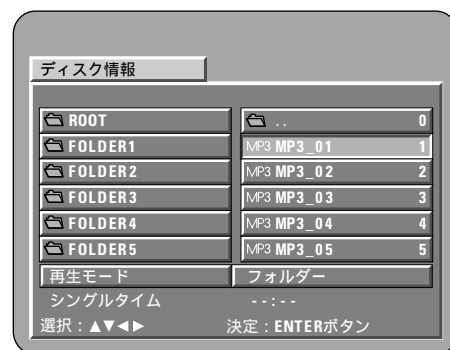 ディスク情報
ROOT
.. 0
FOLDER1
MP3 MP3_01 1
FOLDER2
MP3 MP3_02 2
FOLDER3
MP3 MP3_03 3
FOLDER4
MP3 MP3_04 4
FOLDER5
MP3 MP3_05 5
再生モード フォルダー
シングルタイム --:--
選択：▲▼◀▶ 決定：ENTERボタン